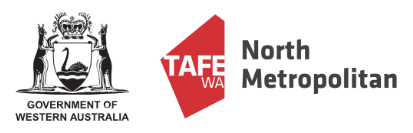 GOVERNMENT OF
WESTERN AUSTRALIA
TAFE
WA
North
Metropolitan